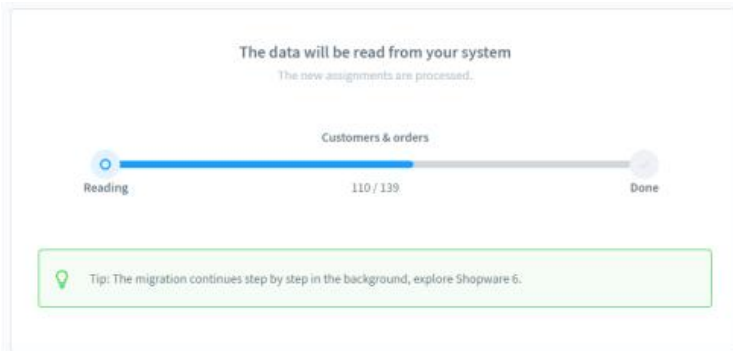 The data will be read from your system
The new assignments are processed.
Customers & orders
Reading
110 / 139
Done
Tip: The migration continues step by step in the background, explore Shopware 6.